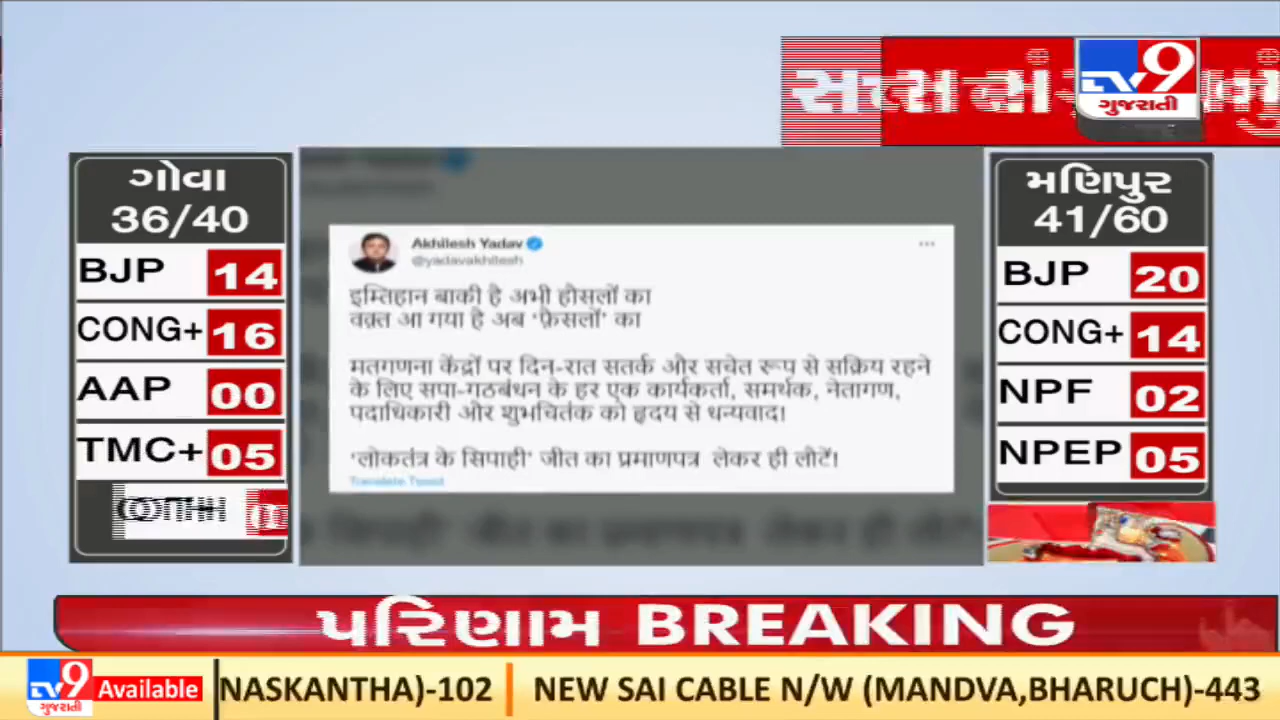 TV9
ગુજરાતી
ગોવા
36/40
BJP 14
CONG+ 16
AAP 00
TMC+ 05
Akhilesh Yadav
@yadavakhilesh
इम्तिहान बाकी है अभी हौसलों का
वक़्त आ गया है अब ‘फ़ैसलों’ का
मतगणना केंद्रों पर दिन-रात सतर्क और सचेत रूप से सक्रिय रहने
के लिए सपा-गठबंधन के हर एक कार्यकर्ता, समर्थक, नेतागण,
पदाधिकारी और शुभचिंतक को हृदय से धन्यवाद!
‘लोकतंत्र के सिपाही’ जीत का प्रमाणपत्र लेकर ही लौटें!
Translate Tweet
મણિપુર
41/60
BJP 20
CONG+ 14
NPF 02
NPEP 05
પરિણામ BREAKING
TV9
ગુજરાતી
Available
NASKANTHA)-102
NEW SAI CABLE N/W (MANDVA,BHARUCH)-443